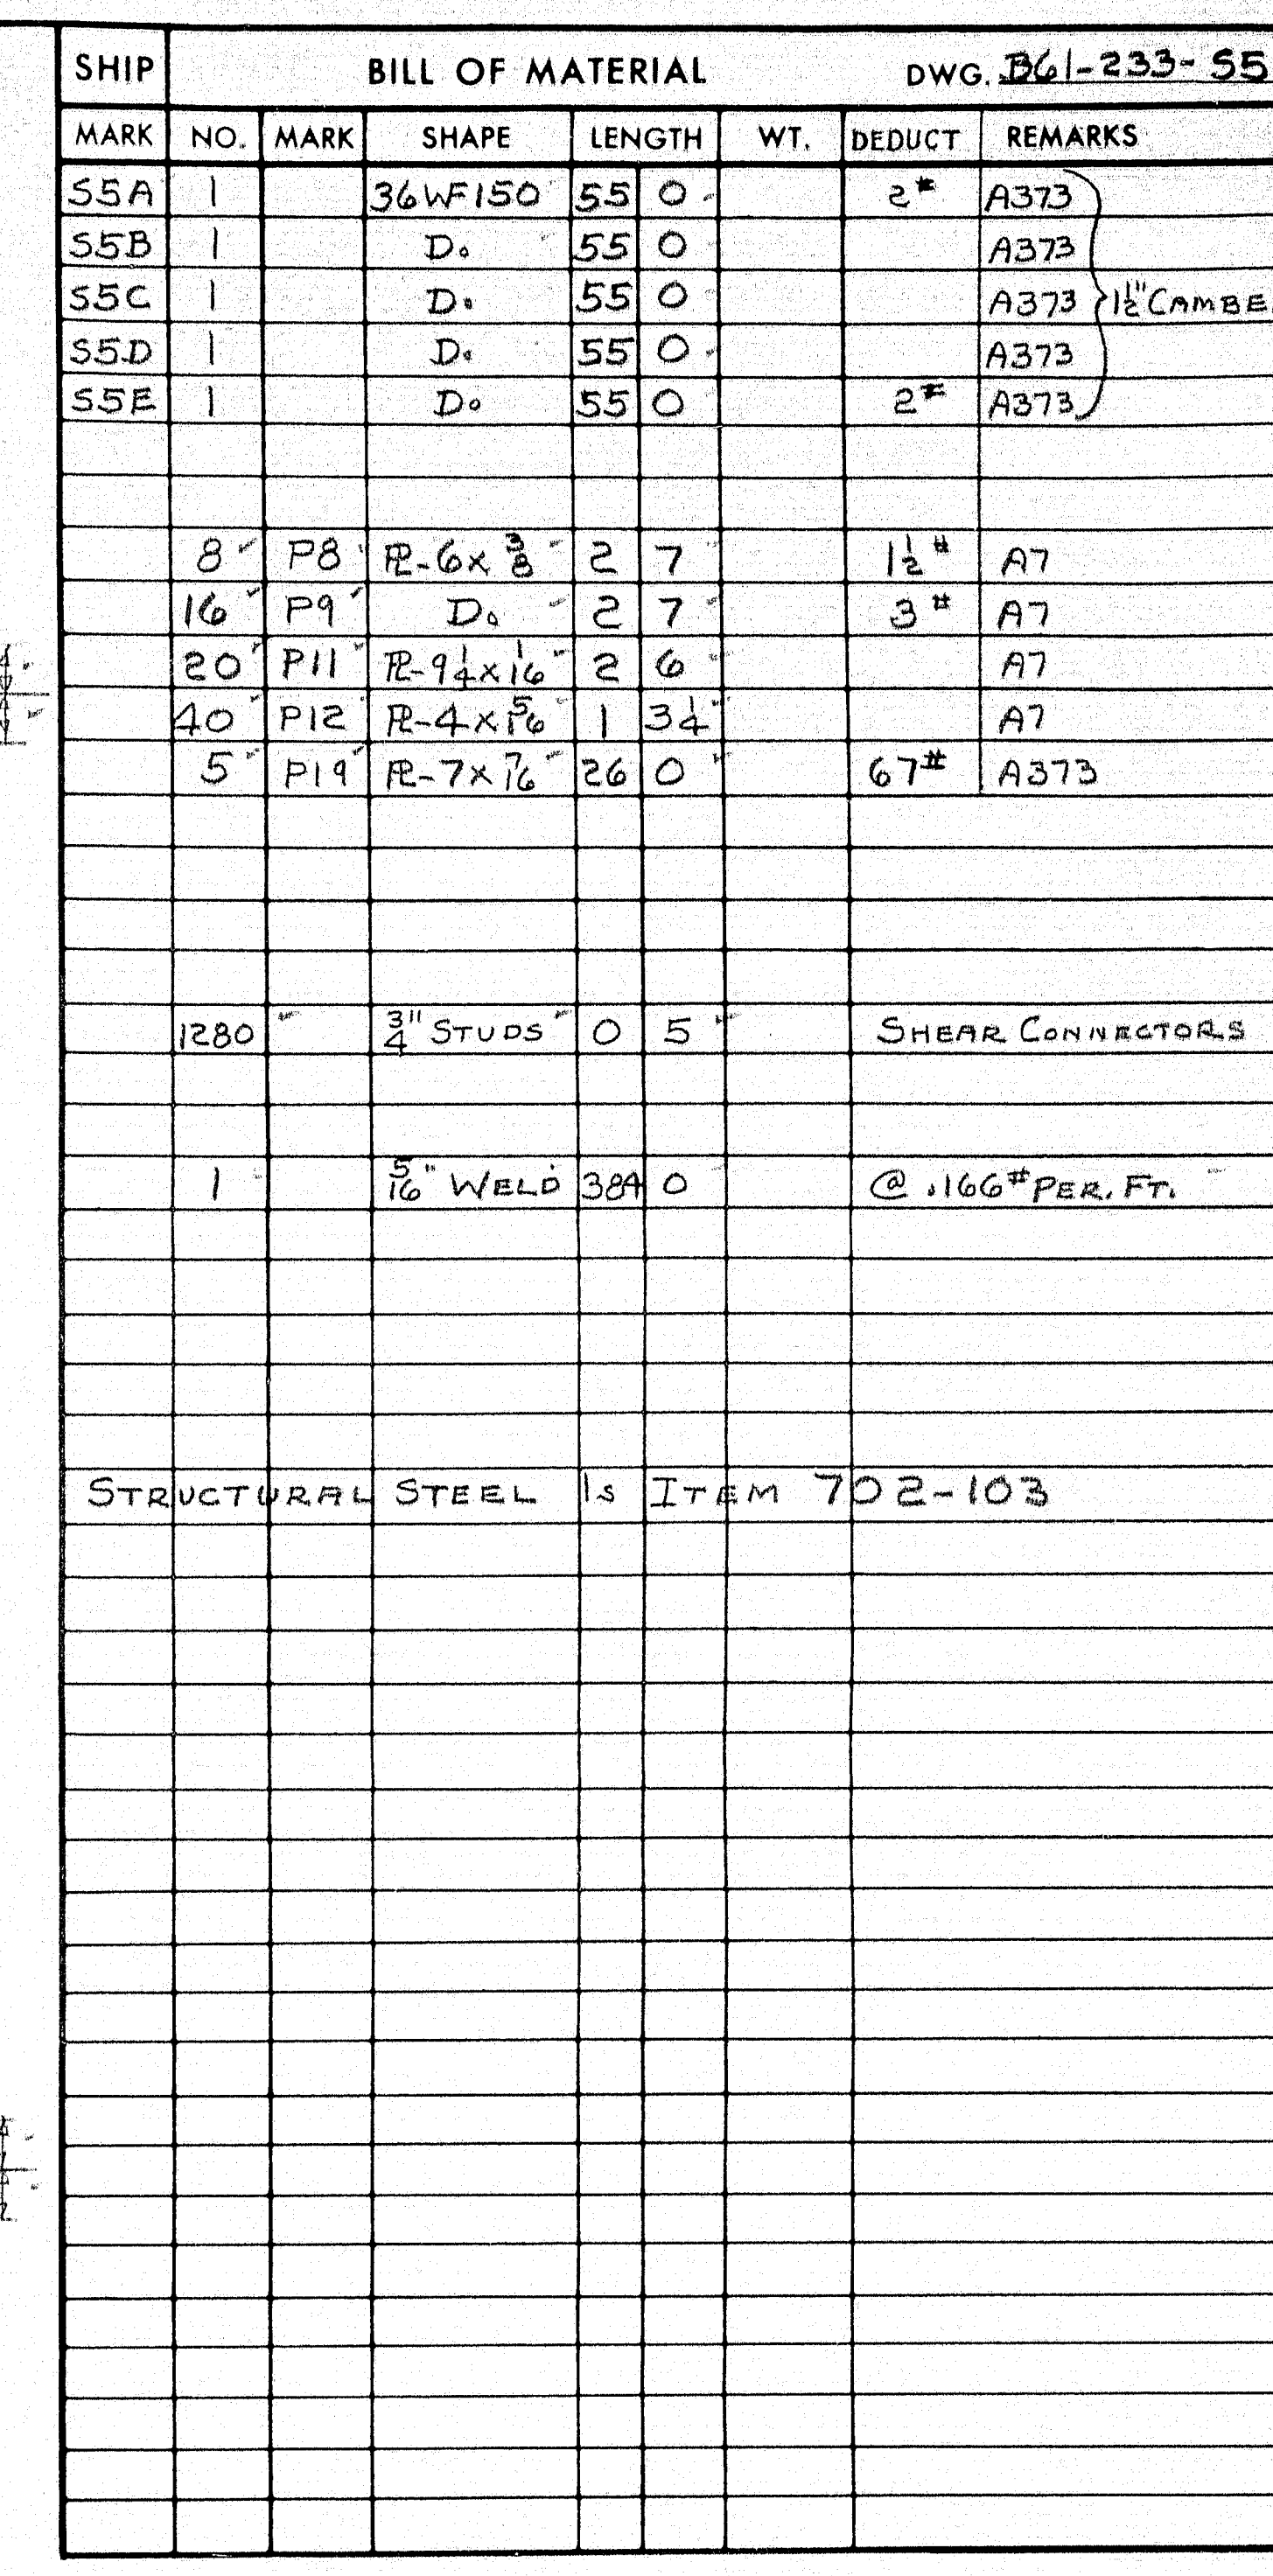 SHIP BILL OF MATERIAL DWG. B61-233-S5
MARK NO. MARK SHAPE LENGTH WT. DEDUCT REMARKS
S5A 1 36WF150 55 0 2# A373
S5B 1 Do 55 0 A373
S5C 1 Do 55 0 A373 1½" CAMBE
S5D 1 Do 55 0 A373
S5E 1 Do 55 0 2# A373
8 P8 PL-6x3/8 2 7 1½# A7
16 P9 Do 2 7 3# A7
20 P11 PL-9¼x1/16 2 6 A7
40 P12 PL-4x5/16 1 3¼ A7
5 P19 PL-7x7/16 26 0 67# A373
1280 3/4" STUDS 0 5 SHEAR CONNECTORS
1 5/16" WELD 384 0 @ .166# PER. FT.
STRUCTURAL STEEL IS ITEM 702-103